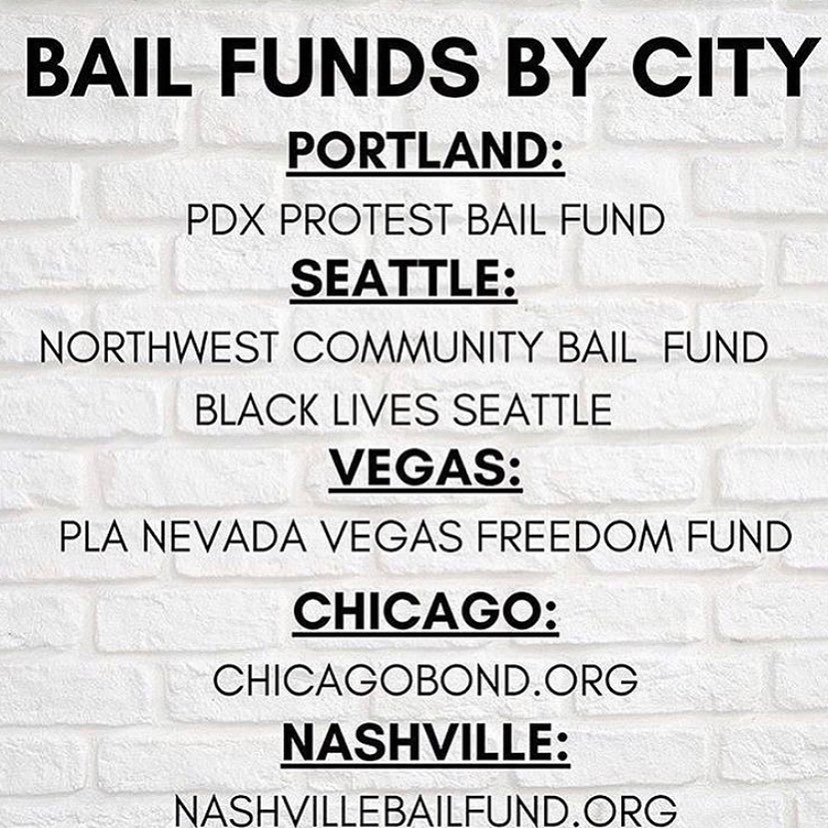 BAIL FUNDS BY CITY
PORTLAND:
PDX PROTEST BAIL FUND
SEATTLE:
NORTHWEST COMMUNITY BAIL FUND
BLACK LIVES SEATTLE
VEGAS:
PLA NEVADA VEGAS FREEDOM FUND
CHICAGO:
CHICAGOBOND.ORG
NASHVILLE:
NASHVILLEBAILFUND.ORG